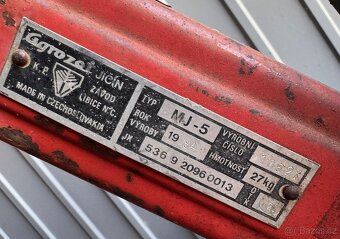 Agrozet JIČÍN
K.P. ZÁVOD
LIBICE N/C.
MADE IN CZECHOSLOVAKIA
TYP MJ-5
ROK VÝROBY 19
VÝROBNÍ ČÍSLO
HMOTNOST 27kg
JK 536 9 2096 0013